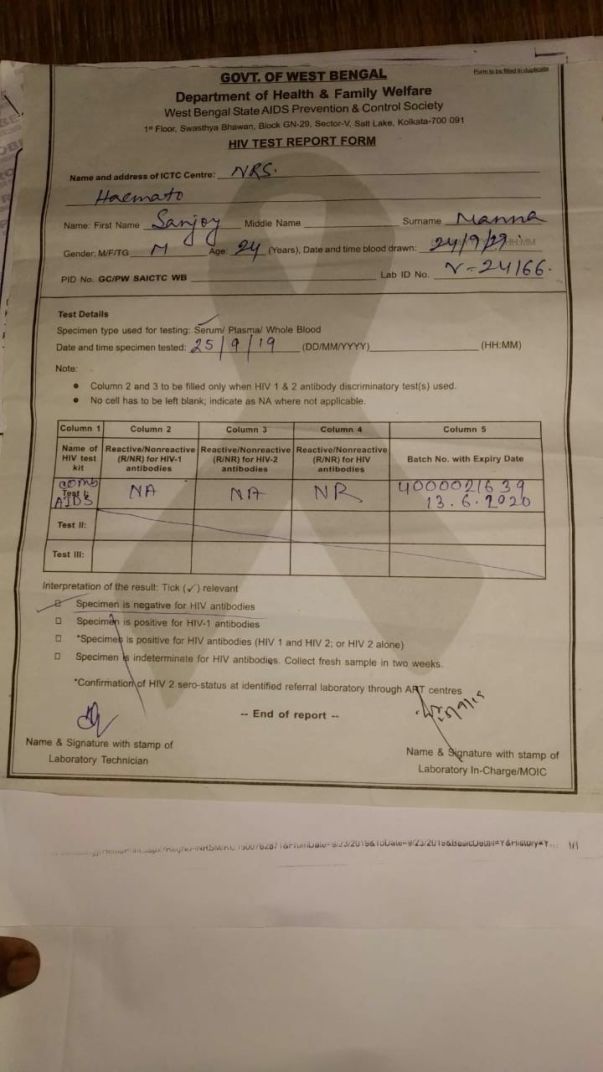 GOVT. OF WEST BENGAL
Form to be filled in duplicate
Department of Health & Family Welfare
West Bengal State AIDS Prevention & Control Society
1st Floor, Swasthya Bhawan, Block GN-29, Sector-V, Salt Lake, Kolkata-700 091
HIV TEST REPORT FORM
Name and address of ICTC Centre: NRS.
Haemato
Name: First Name Sanjoy Middle Name Surname Manna
Gender: M/F/TG M Age: 24 (Years), Date and time blood drawn: 24/9/ HH:MM
PID No. GC/PW SAICTC WB Lab ID No. V-24166.
Test Details
Specimen type used for testing: Serum/ Plasma/ Whole Blood
Date and time specimen tested: 25/9/19 (DD/MM/YYYY) (HH:MM)
Note:
• Column 2 and 3 to be filled only when HIV 1 & 2 antibody discriminatory test(s) used.
• No cell has to be left blank; indicate as NA where not applicable.
Column 1 Column 2 Column 3 Column 4 Column 5
Name of HIV test kit
Reactive/Nonreactive (R/NR) for HIV-1 antibodies
Reactive/Nonreactive (R/NR) for HIV-2 antibodies
Reactive/Nonreactive (R/NR) for HIV antibodies
Batch No. with Expiry Date
Test I: Comb AIDS NA NA NR 4000021639
13.6.2020
Test II:
Test III:
Interpretation of the result: Tick (✓) relevant
Specimen is negative for HIV antibodies
Specimen is positive for HIV-1 antibodies
*Specimen is positive for HIV antibodies (HIV 1 and HIV 2; or HIV 2 alone)
Specimen is indeterminate for HIV antibodies. Collect fresh sample in two weeks.
*Confirmation of HIV 2 sero-status at identified referral laboratory through ART centres
-- End of report --
Name & Signature with stamp of
Laboratory Technician
Name & Signature with stamp of
Laboratory In-Charge/MOIC